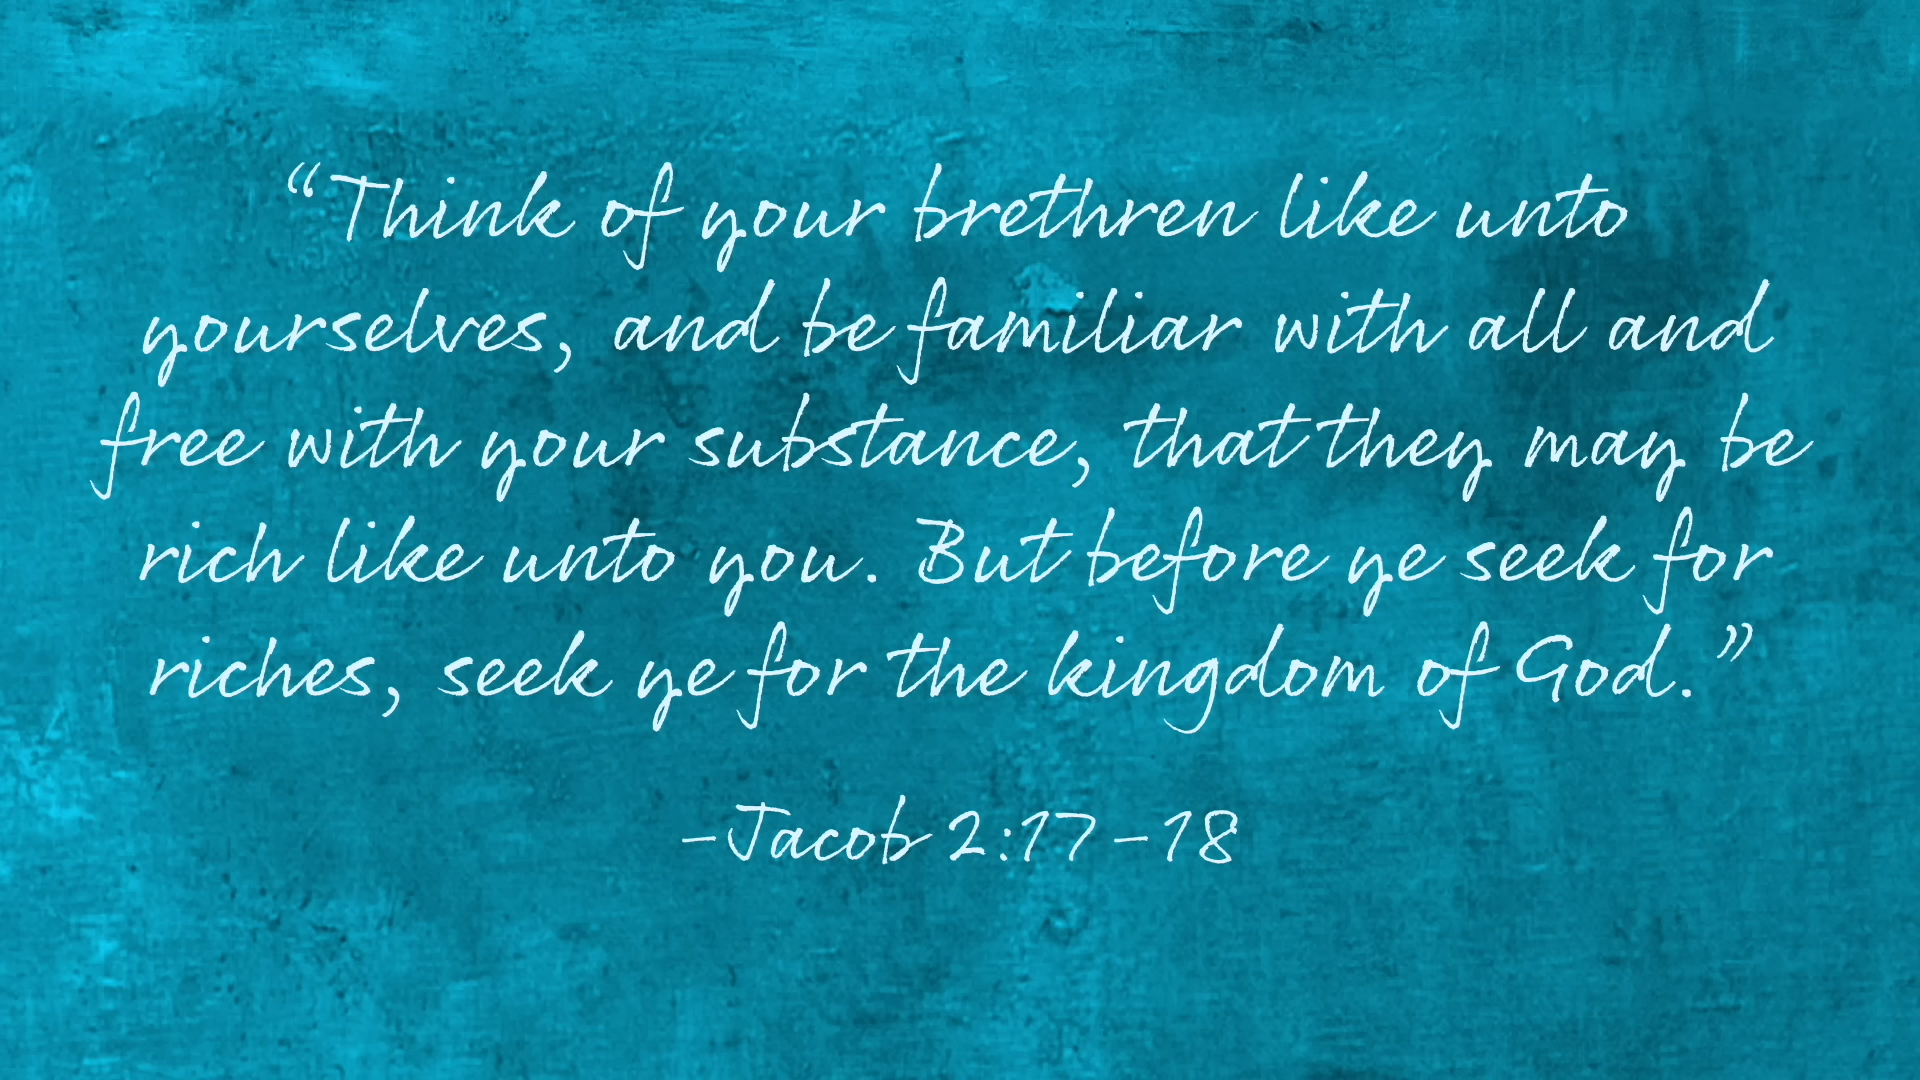 “Think of your brethren like unto
yourselves, and be familiar with all and
free with your substance, that they may be
rich like unto you. But before ye seek for
riches, seek ye for the kingdom of God.”
–Jacob 2:17–18